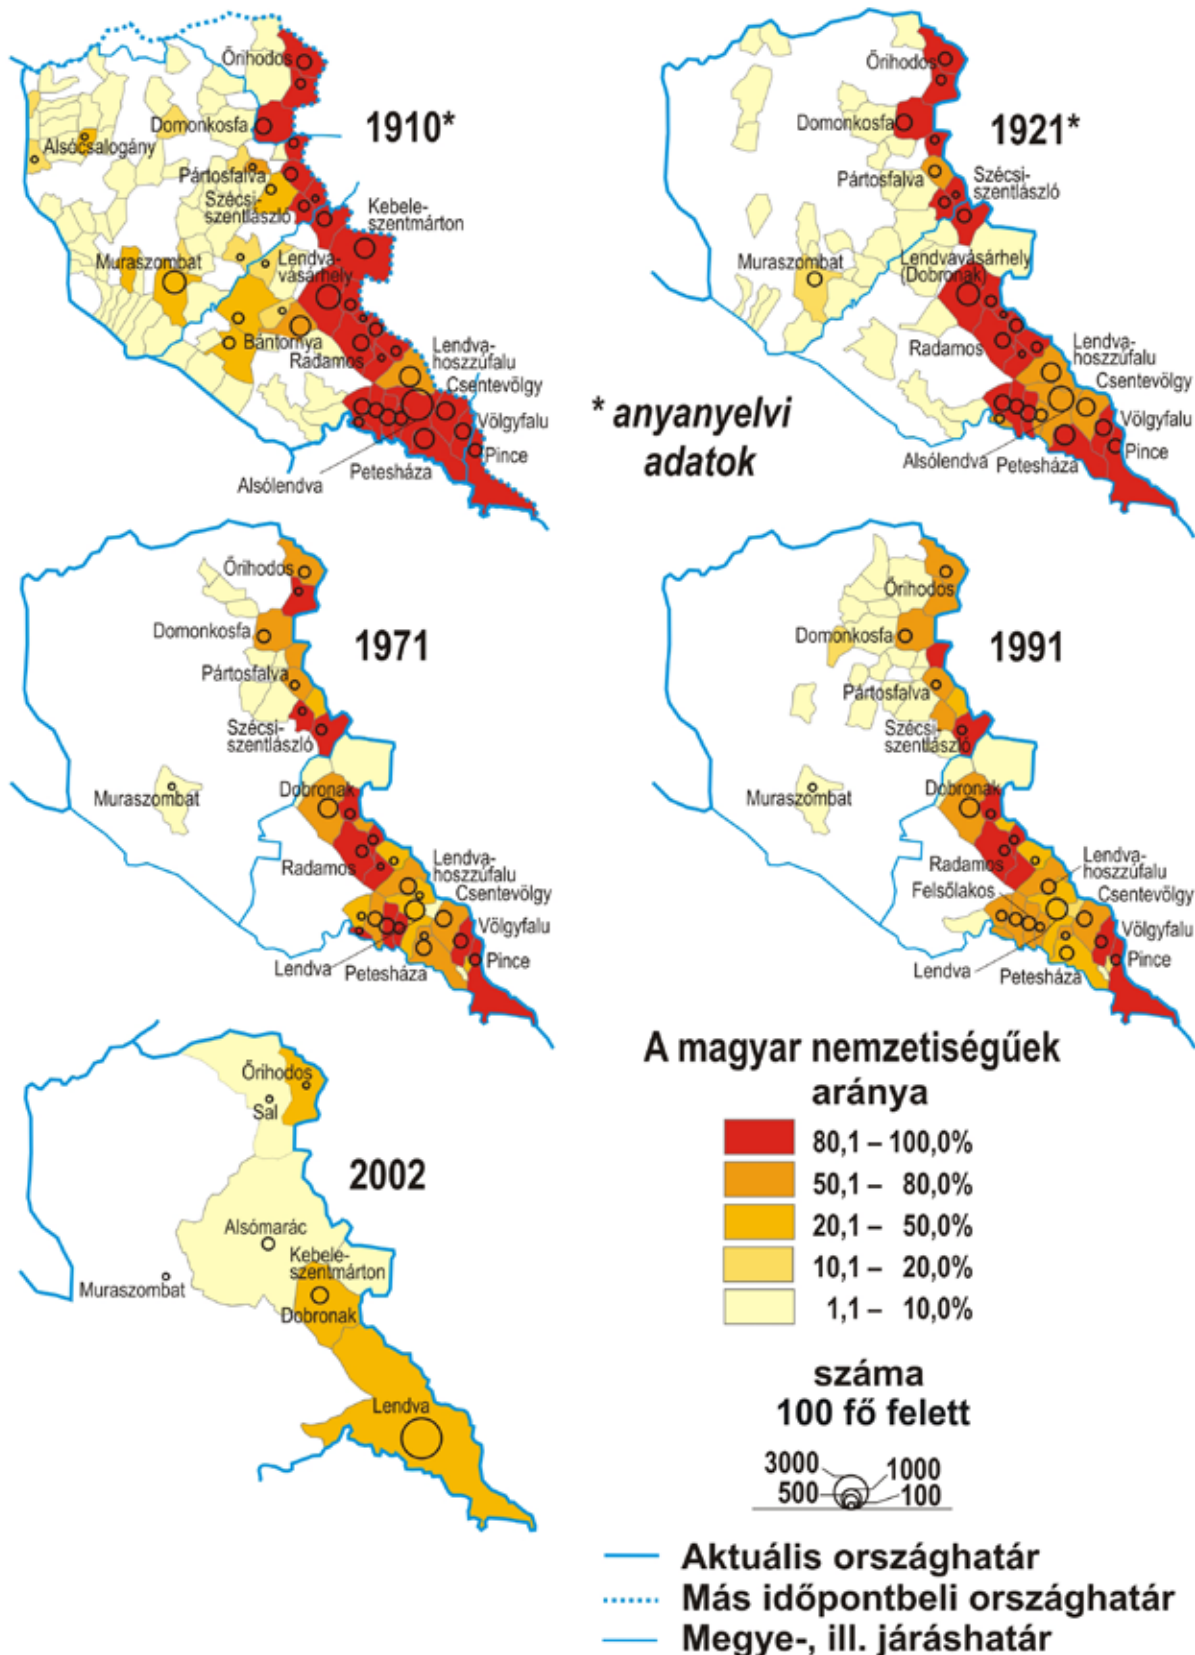 1910*
Őrihodos
Domonkosfa
Alsócsalogány
Pártosfalva
Szécsi-
szentlászló
Kebele-
szentmárton
Muraszombat
Lendva-
vásárhely
Bántornya
Radamos
Lendva-
hoszzúfalu
Csentevölgy
Völgyfalu
Pince
Petesháza
Alsólendva
1921*
Őrihodos
Domonkosfa
Pártosfalva
Szécsi-
szentlászló
Muraszombat
Lendvavásárhely
(Dobronak)
Radamos
Lendva-
hoszzúfalu
Csentevölgy
Völgyfalu
Pince
Alsólendva
Petesháza
* anyanyelvi
adatok
1971
Őrihodos
Domonkosfa
Pártosfalva
Szécsi-
szentlászló
Muraszombat
Dobronak
Radamos
Lendva-
hoszzúfalu
Csentevölgy
Völgyfalu
Pince
Lendva
Petesháza
1991
Őrihodos
Domonkosfa
Pártosfalva
Szécsi-
szentlászló
Muraszombat
Dobronak
Radamos
Lendva-
hoszzúfalu
Felsőlakos
Csentevölgy
Völgyfalu
Pince
Lendva
Petesháza
2002
Őrihodos
Sal
Alsómarác
Kebele-
szentmárton
Muraszombat
Dobronak
Lendva
A magyar nemzetiségűek
aránya
80,1 – 100,0%
50,1 – 80,0%
20,1 – 50,0%
10,1 – 20,0%
1,1 – 10,0%
száma
100 fő felett
3000 1000
500 100
Aktuális országhatár
Más időpontbeli országhatár
Megye-, ill. járáshatár